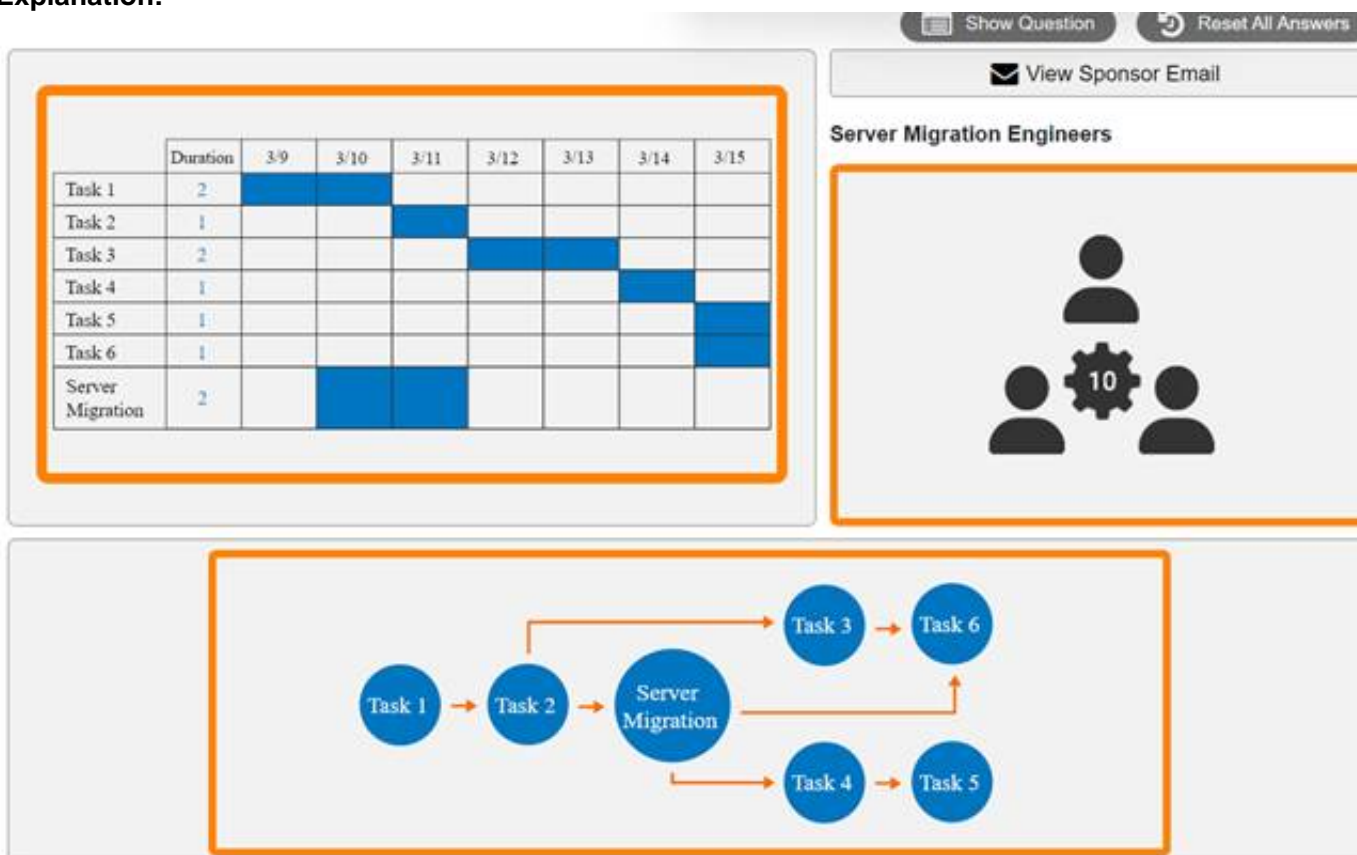 Explanation:
Show Question
Reset All Answers
View Sponsor Email
Server Migration Engineers
Duration 3/9 3/10 3/11 3/12 3/13 3/14 3/15
Task 1 2
Task 2 1
Task 3 2
Task 4 1
Task 5 1
Task 6 1
Server
Migration 2
10
Task 3
Task 6
Task 1
Task 2
Server
Migration
Task 4
Task 5